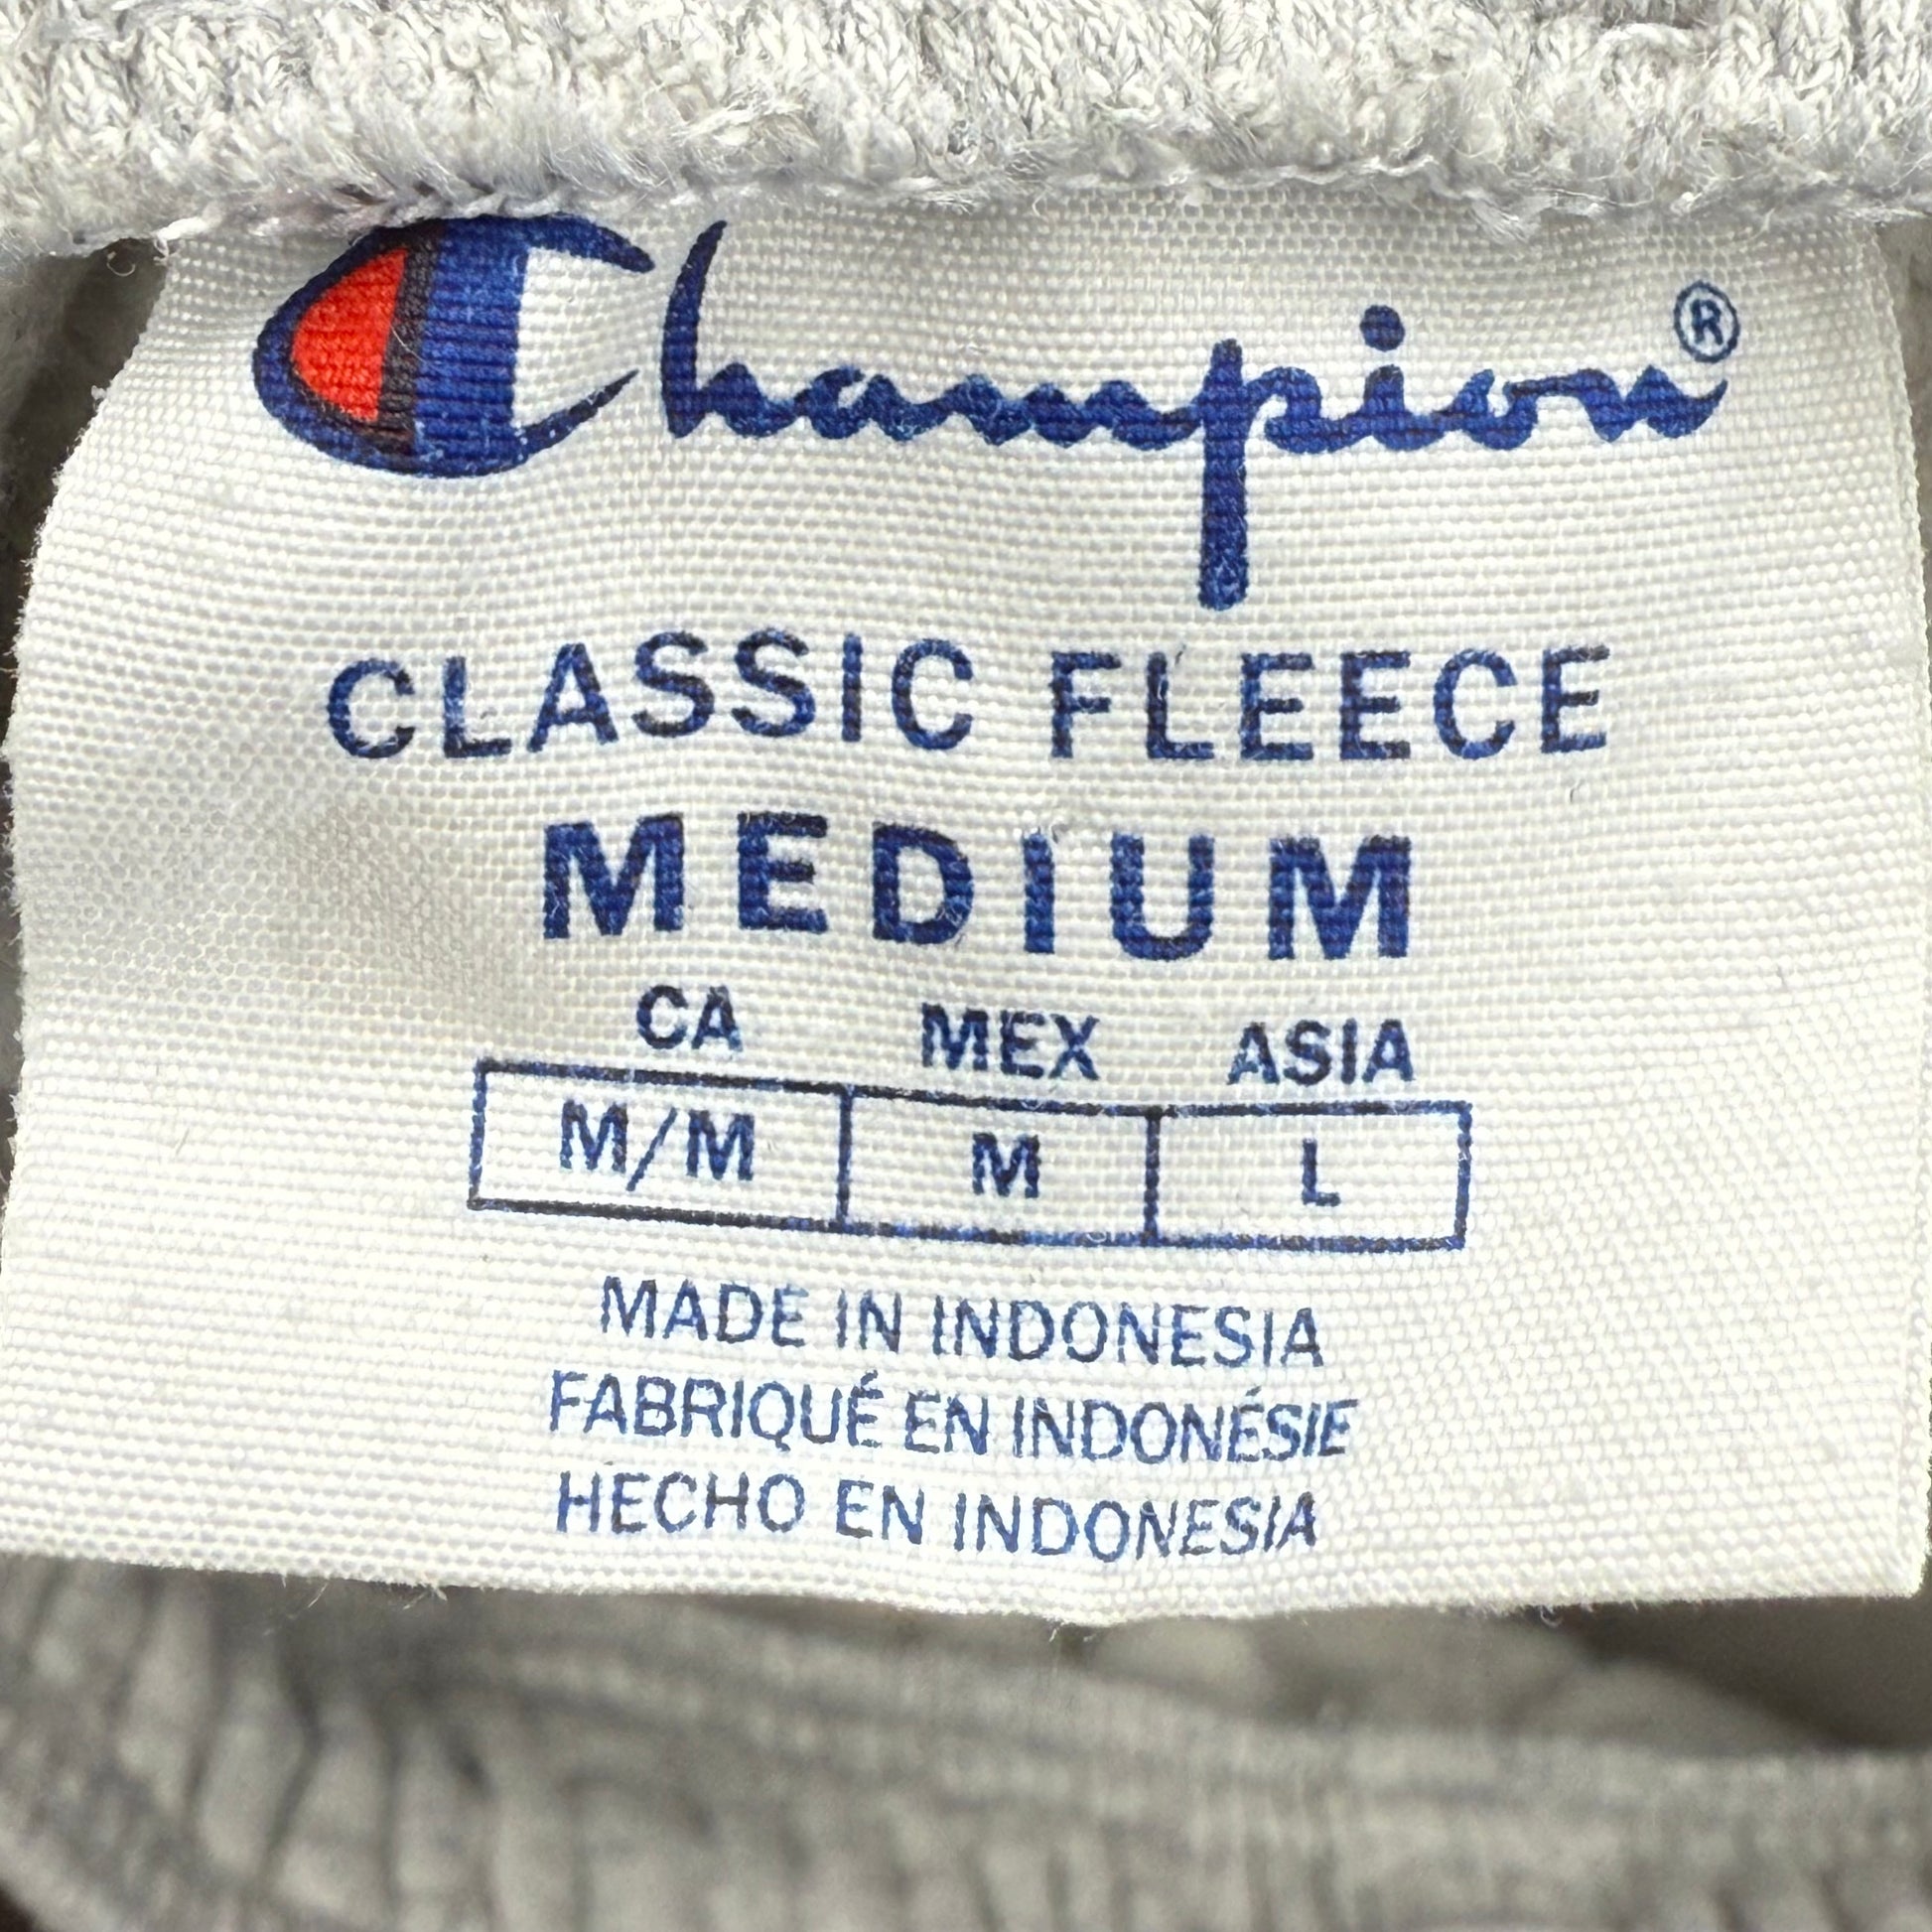 Champion®
CLASSIC FLEECE
MEDIUM
CA MEX ASIA
M/M M L
MADE IN INDONESIA
FABRIQUÉ EN INDONÉSIE
HECHO EN INDONESIA